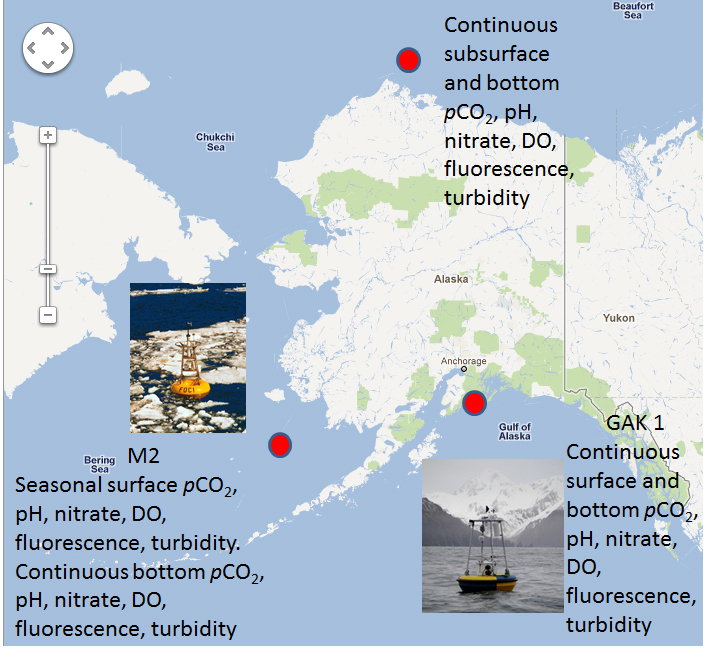 Beaufort
Sea
Continuous
subsurface
and bottom
pCO2, pH,
nitrate, DO,
fluorescence,
turbidity
Chukchi
Sea
Alaska
Yukon
Anchorage
Gulf of
Alaska
Bering
Sea
FOCI
M2
Seasonal surface pCO2,
pH, nitrate, DO,
fluorescence, turbidity.
Continuous bottom pCO2,
pH, nitrate, DO,
fluorescence, turbidity
GAK 1
Continuous
surface and
bottom pCO2,
pH, nitrate,
DO,
fluorescence,
turbidity